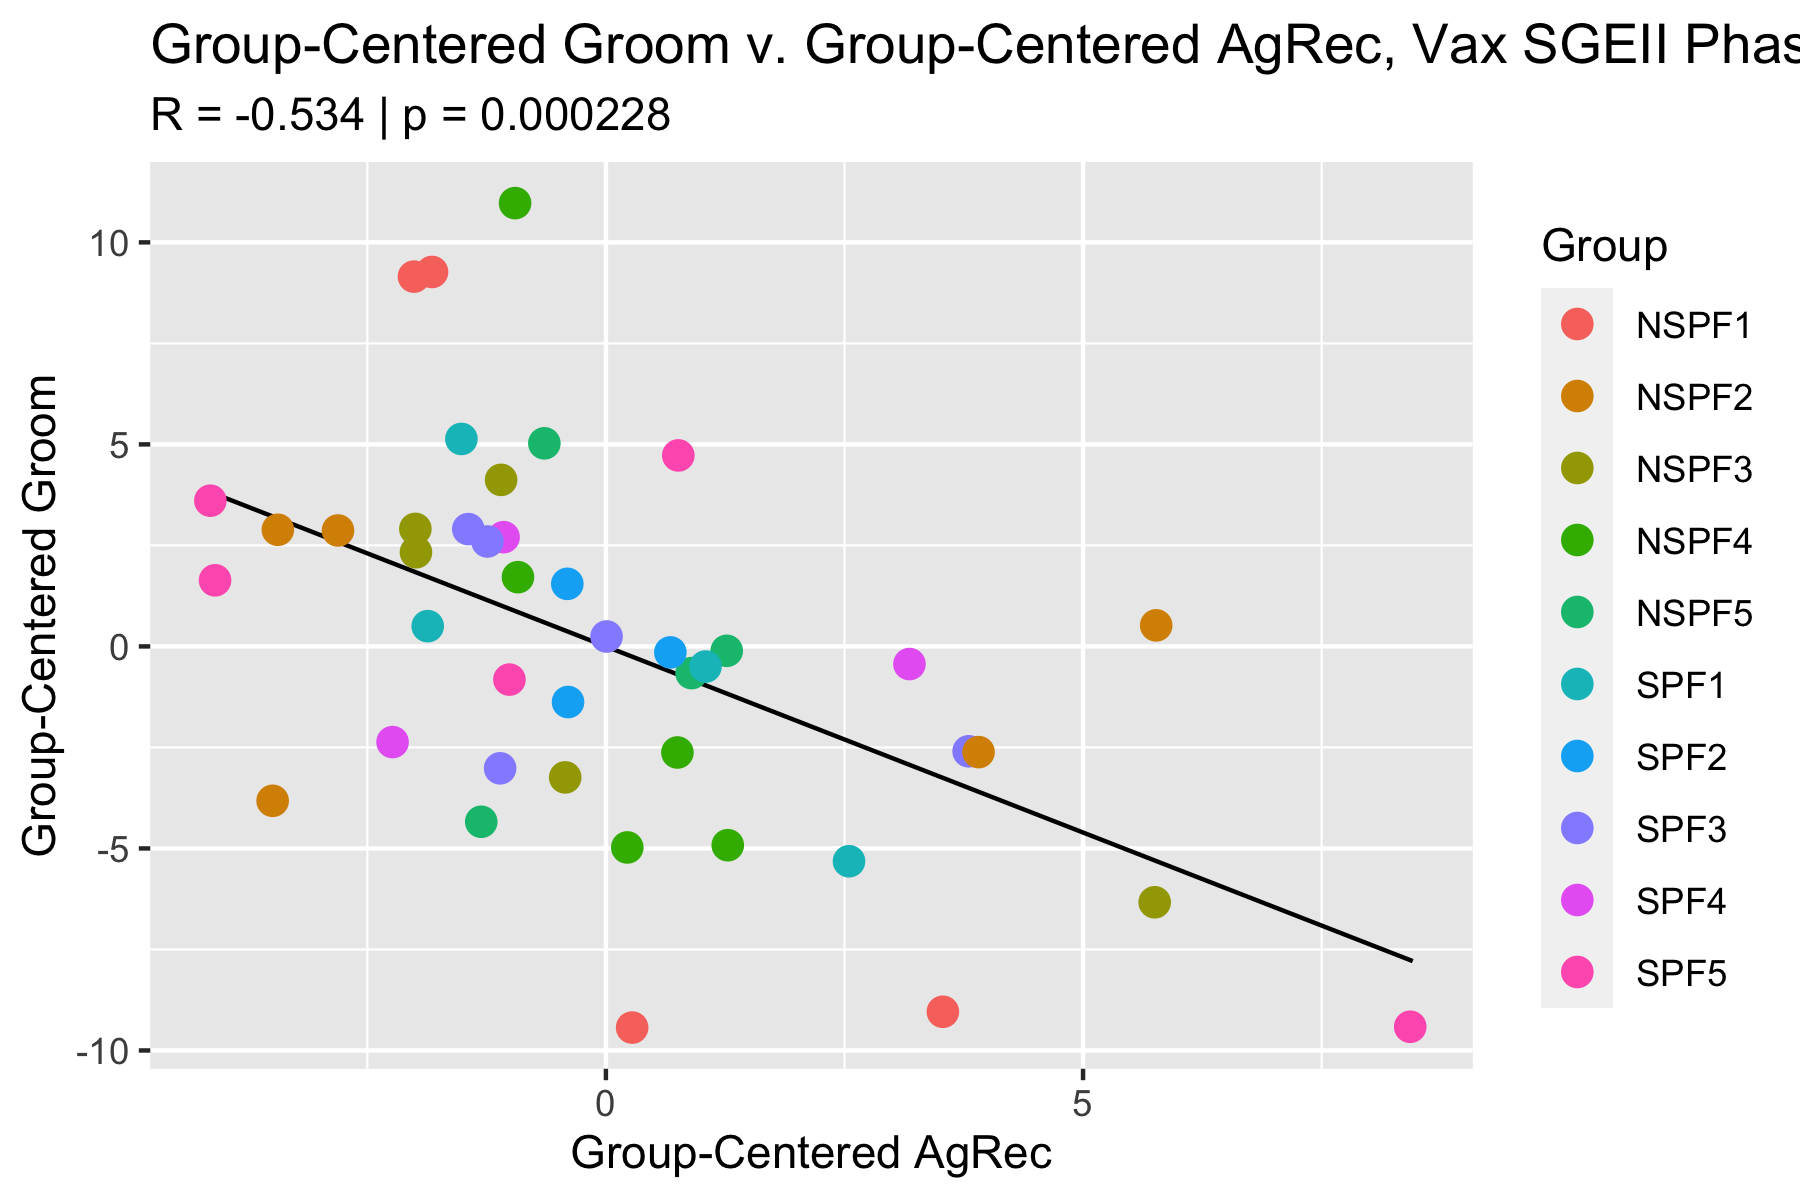 Group-Centered Groom v. Group-Centered AgRec, Vax SGEII Phas
R = -0.534 | p = 0.000228
10
5
0
-5
-10
Group-Centered Groom
0
5
Group-Centered AgRec
Group
NSPF1
NSPF2
NSPF3
NSPF4
NSPF5
SPF1
SPF2
SPF3
SPF4
SPF5